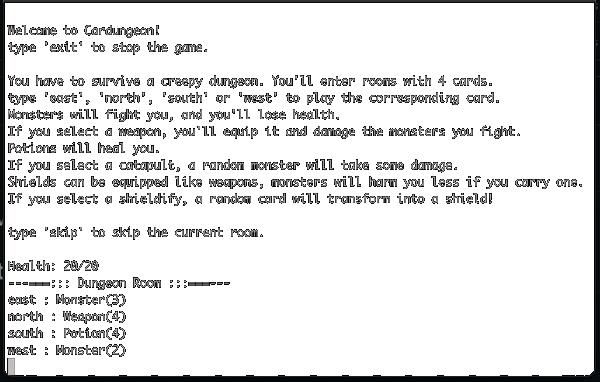 Welcome to Cardungeon!
type 'exit' to stop the game.
You have to survive a creepy dungeon. You'll enter rooms with 4 cards.
type 'east', 'north', 'south' or 'west' to play the corresponding card.
Monsters will fight you, and you'll lose health.
If you select a weapon, you'll equip it and damage the monsters you fight.
Potions will heal you.
If you select a catapult, a random monster will take some damage.
Shields can be equipped like weapons, monsters will harm you less if you carry one.
If you select a shieldify, a random card will transform into a shield!
type 'skip' to skip the current room.
Health: 20/20
---===::: Dungeon Room :::===---
east : Monster(3)
north : Weapon(4)
south : Potion(4)
west : Monster(2)